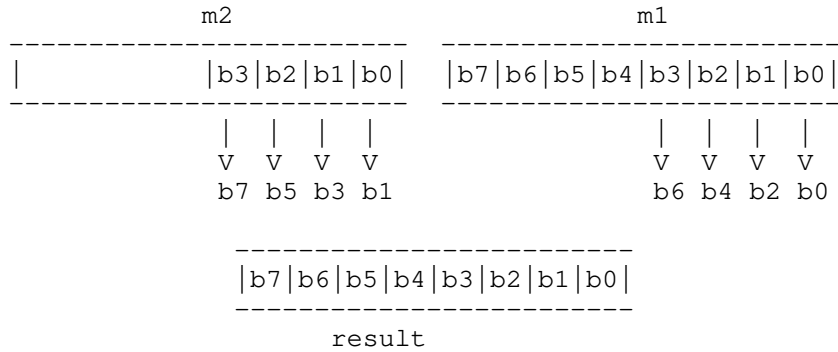 m2 m1
-------------------------- --------------------------
|          |b3|b2|b1|b0| |b7|b6|b5|b4|b3|b2|b1|b0|
-------------------------- --------------------------
| | | | | | | |
V V V V V V V V
b7 b5 b3 b1 b6 b4 b2 b0
--------------------------
|b7|b6|b5|b4|b3|b2|b1|b0|
--------------------------
result